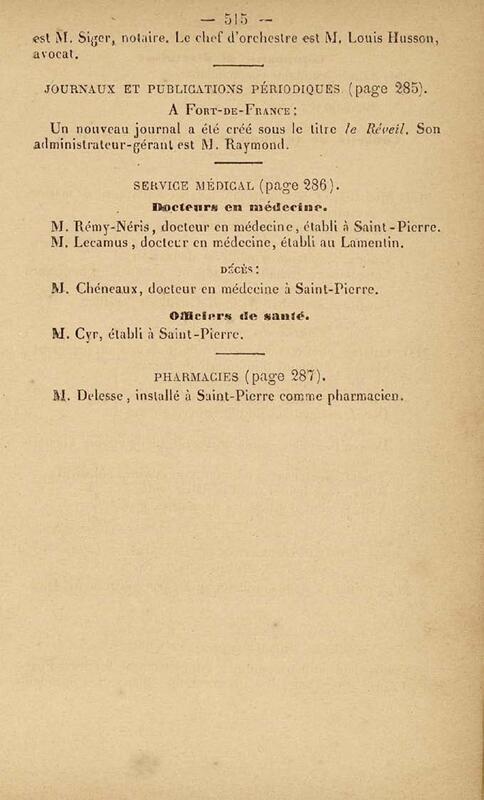 — 515 —
est M. Siger, notaire. Le chef d'orchestre est M. Louis Husson,
avocat.
JOURNAUX ET PUBLICATIONS PÉRIODIQUES (page 285).
A FORT-DE-FRANCE :
Un nouveau journal a été créé sous le titre le Réveil. Son
administrateur-gérant est M. Raymond.
SERVICE MÉDICAL (page 286).
Docteurs en médecine.
M. Rémy-Néris, docteur en médecine, établi à Saint-Pierre.
M. Lecamus, docteur en médecine, établi au Lamentin.
DÉCÈS :
M. Chéneaux, docteur en médecine à Saint-Pierre.
Officiers de santé.
M. Cyr, établi à Saint-Pierre.
PHARMACIES (page 287).
M. Delesse, installé à Saint-Pierre comme pharmacien.